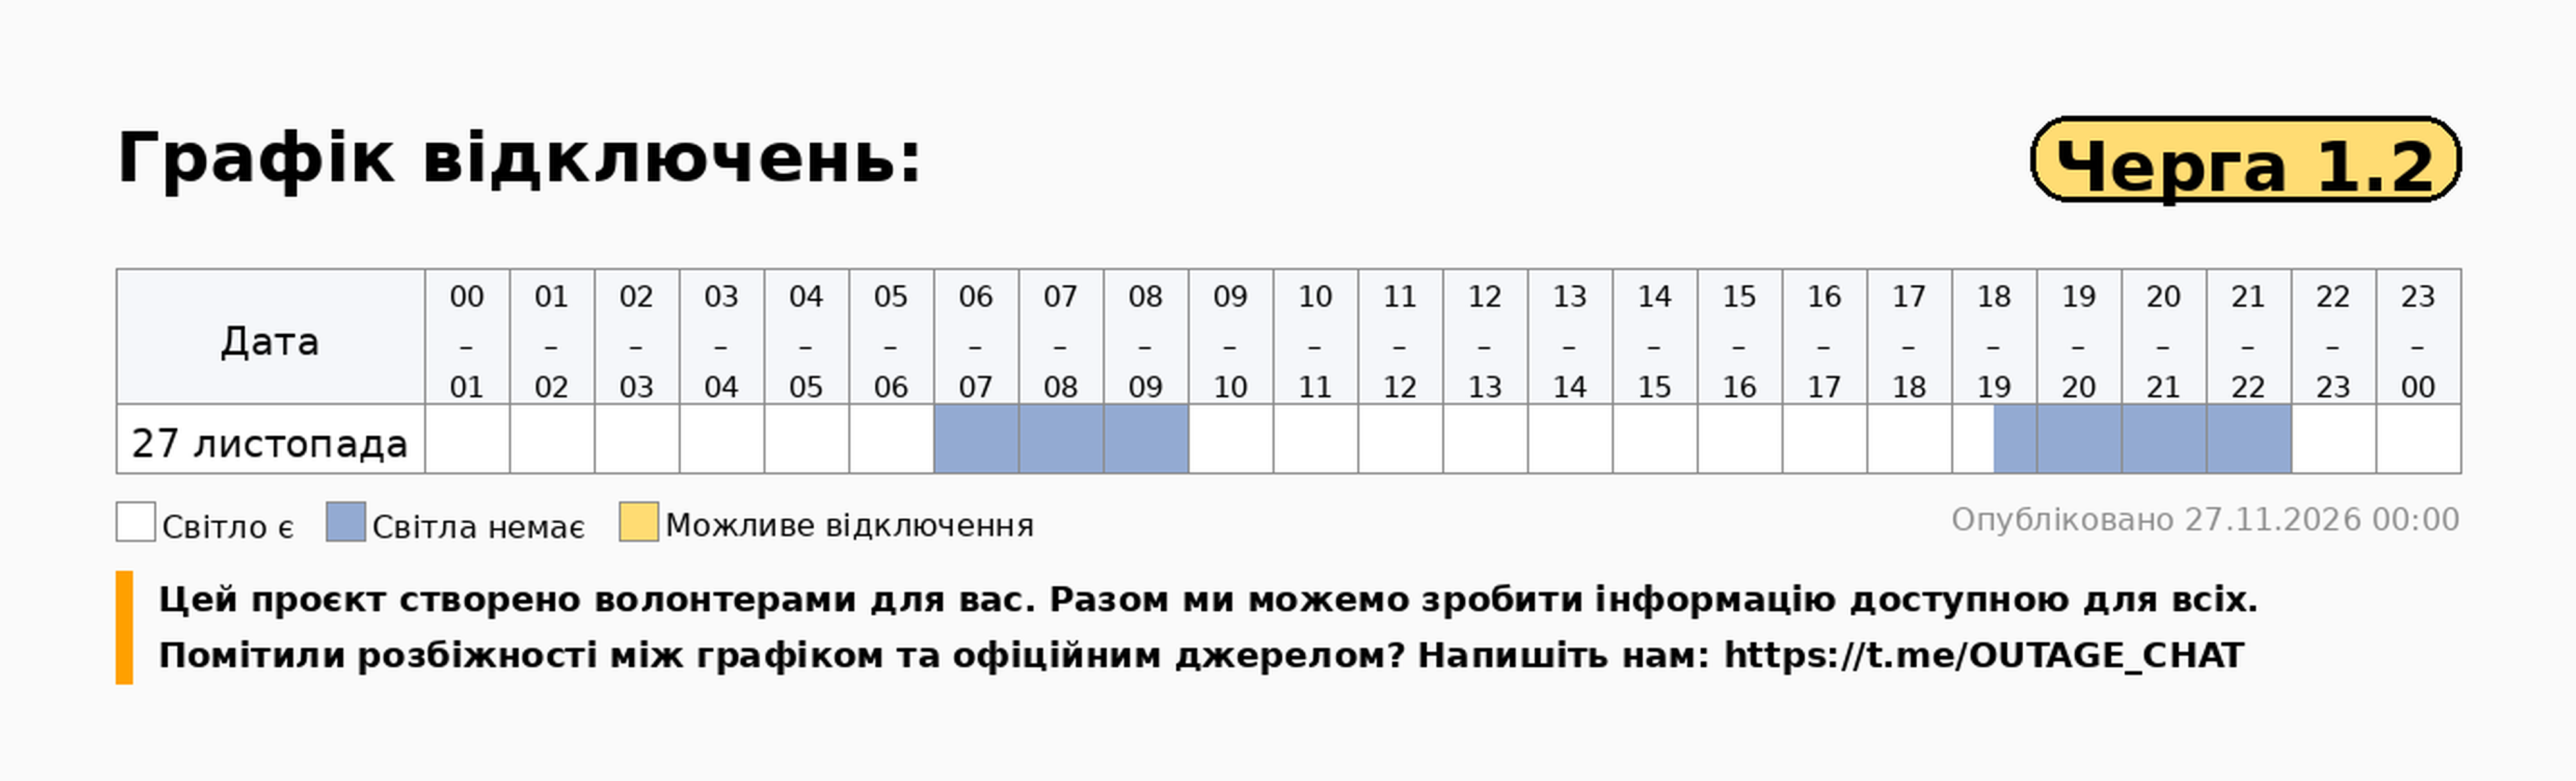 Графік відключень:
Черга 1.2
Дата 00 – 01 01 – 02 02 – 03 03 – 04 04 – 05 05 – 06 06 – 07 07 – 08 08 – 09 09 – 10 10 – 11 11 – 12 12 – 13 13 – 14 14 – 15 15 – 16 16 – 17 17 – 18 18 – 19 19 – 20 20 – 21 21 – 22 22 – 23 23 – 00
27 листопада
Світло є Світла немає Можливе відключення
Опубліковано 27.11.2026 00:00
Цей проєкт створено волонтерами для вас. Разом ми можемо зробити інформацію доступною для всіх.
Помітили розбіжності між графіком та офіційним джерелом? Напишіть нам: https://t.me/OUTAGE_CHAT